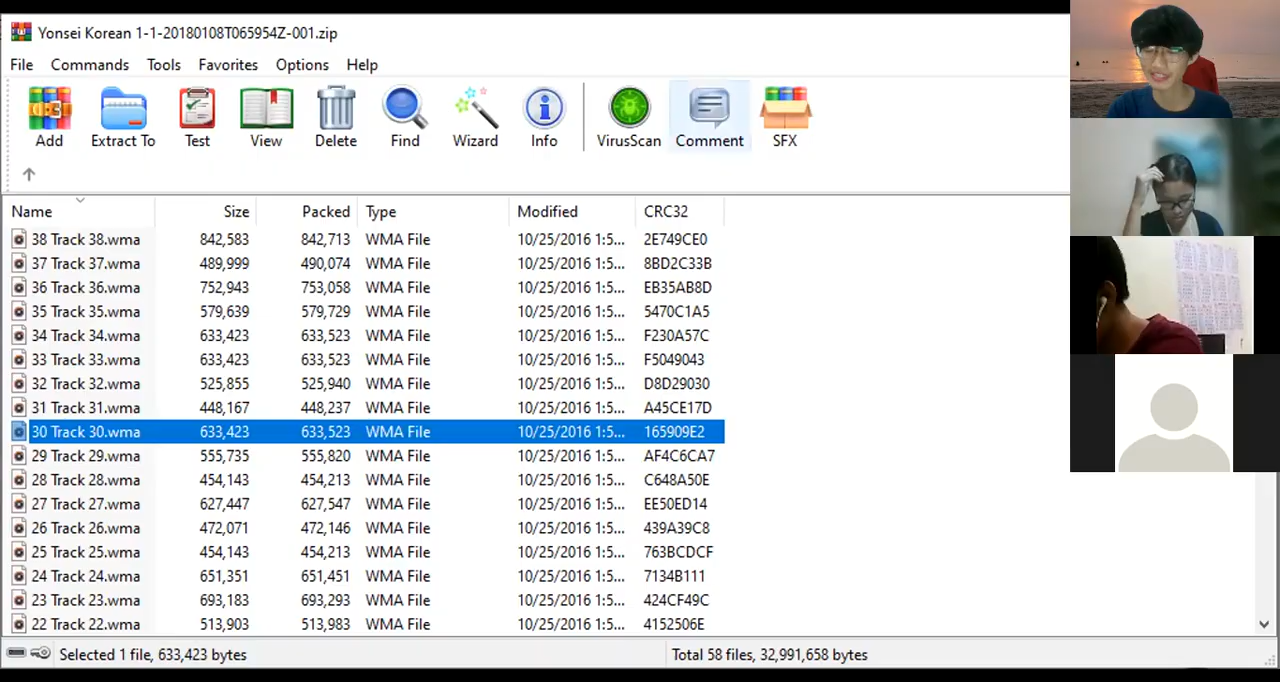 Yonsei Korean 1-1-20180108T065954Z-001.zip
File Commands Tools Favorites Options Help
Add Extract To Test View Delete Find Wizard Info VirusScan Comment SFX
Name Size Packed Type Modified CRC32
38 Track 38.wma 842,583 842,713 WMA File 10/25/2016 1:5... 2E749CE0
37 Track 37.wma 489,999 490,074 WMA File 10/25/2016 1:5... 8BD2C33B
36 Track 36.wma 752,943 753,058 WMA File 10/25/2016 1:5... EB35AB8D
35 Track 35.wma 579,639 579,729 WMA File 10/25/2016 1:5... 5470C1A5
34 Track 34.wma 633,423 633,523 WMA File 10/25/2016 1:5... F230A57C
33 Track 33.wma 633,423 633,523 WMA File 10/25/2016 1:5... F5049043
32 Track 32.wma 525,855 525,940 WMA File 10/25/2016 1:5... D8D29030
31 Track 31.wma 448,167 448,237 WMA File 10/25/2016 1:5... A45CE17D
30 Track 30.wma 633,423 633,523 WMA File 10/25/2016 1:5... 165909E2
29 Track 29.wma 555,735 555,820 WMA File 10/25/2016 1:5... AF4C6CA7
28 Track 28.wma 454,143 454,213 WMA File 10/25/2016 1:5... C648A50E
27 Track 27.wma 627,447 627,547 WMA File 10/25/2016 1:5... EE50ED14
26 Track 26.wma 472,071 472,146 WMA File 10/25/2016 1:5... 439A39C8
25 Track 25.wma 454,143 454,213 WMA File 10/25/2016 1:5... 763BCDCF
24 Track 24.wma 651,351 651,451 WMA File 10/25/2016 1:5... 7134B111
23 Track 23.wma 693,183 693,293 WMA File 10/25/2016 1:5... 424CF49C
22 Track 22.wma 513,903 513,983 WMA File 10/25/2016 1:5... 4152506E
Selected 1 file, 633,423 bytes Total 58 files, 32,991,658 bytes